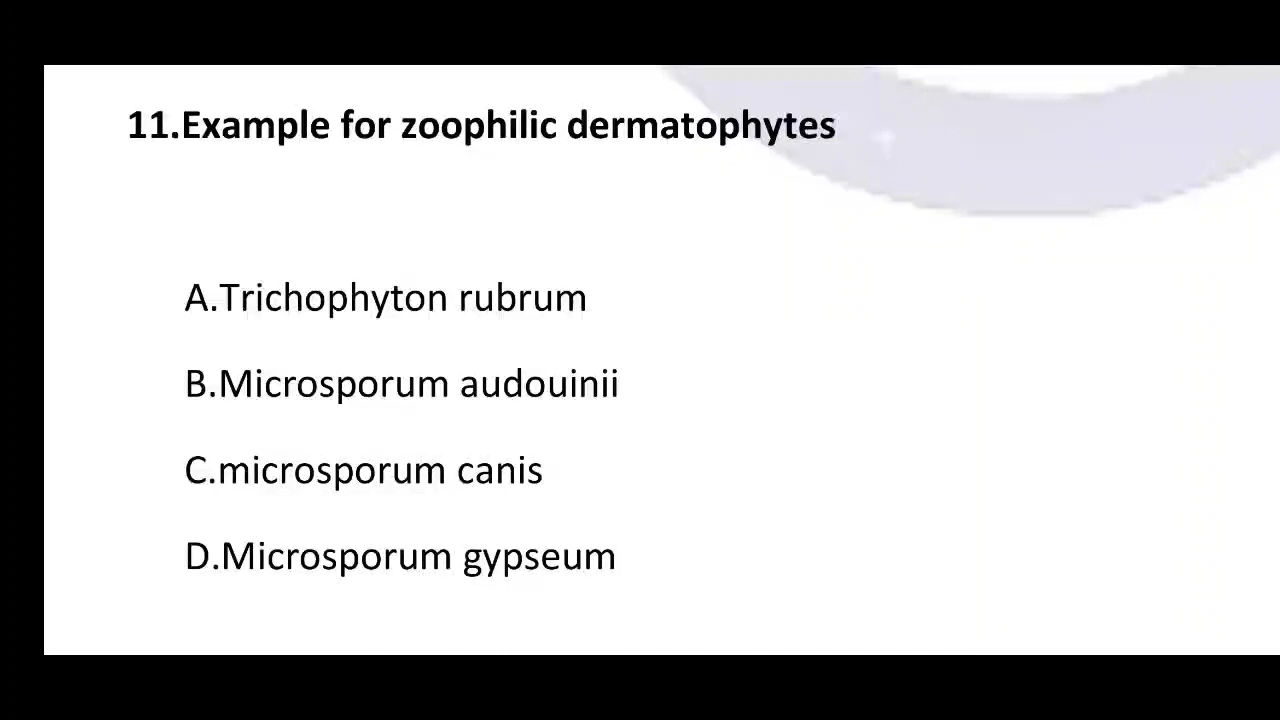 11.Example for zoophilic dermatophytes
A.Trichophyton rubrum
B.Microsporum audouinii
C.microsporum canis
D.Microsporum gypseum